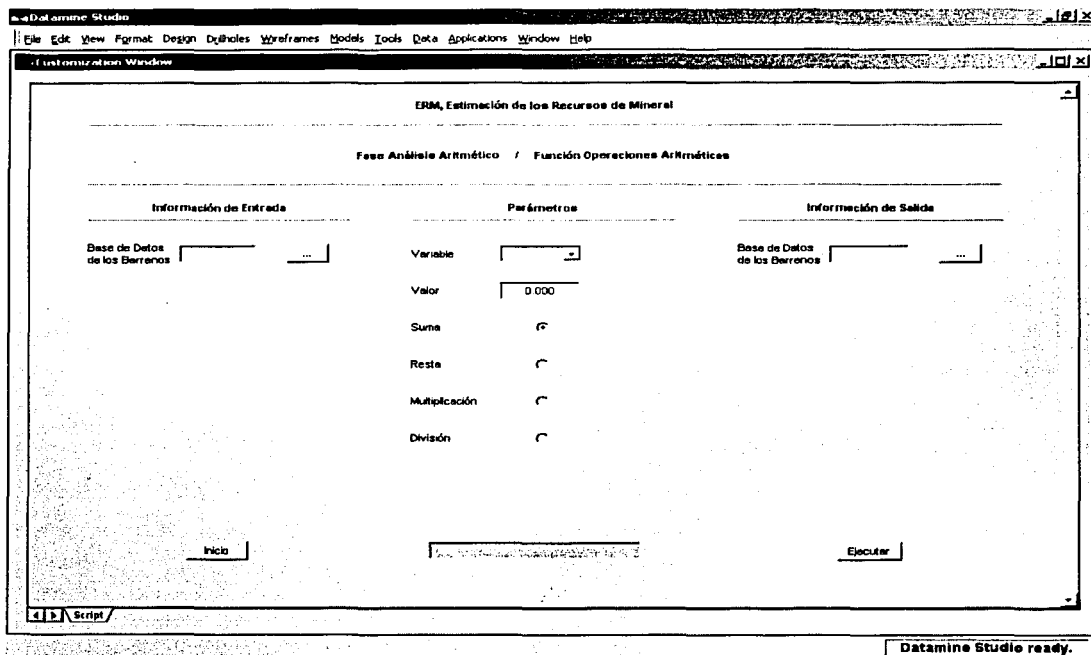 Datamine Studio
File Edit View Format Design Drillholes Wireframes Models Tools Data Applications Window Help
Customization Window
ERM, Estimación de los Recursos de Mineral
Fase Análisis Aritmético / Función Operaciones Aritméticas
Información de Entrada Parámetros Información de Salida
Base de Datos de los Barrenos ...
Variable
Base de Datos de los Barrenos ...
Valor 0.000
Suma
Resta
Multiplicación
División
Inicio Ejecutar
Script
Datamine Studio ready.